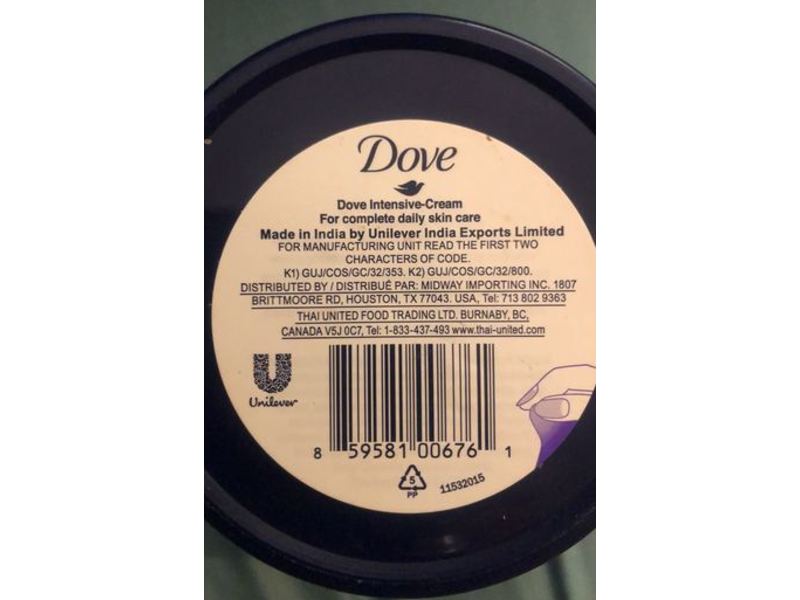 Dove
Dove Intensive-Cream
For complete daily skin care
Made in India by Unilever India Exports Limited
FOR MANUFACTURING UNIT READ THE FIRST TWO
CHARACTERS OF CODE.
K1) GUJ/COS/GC/32/353. K2) GUJ/COS/GC/32/800.
DISTRIBUTED BY / DISTRIBUÉ PAR: MIDWAY IMPORTING INC. 1807
BRITTMOORE RD, HOUSTON, TX 77043. USA, Tel: 713 802 9363
THAI UNITED FOOD TRADING LTD. BURNABY, BC,
CANADA V5J 0C7, Tel: 1-833-437-493 www.thai-united.com
Unilever
8 59581 00676 1
5
PP
11532015